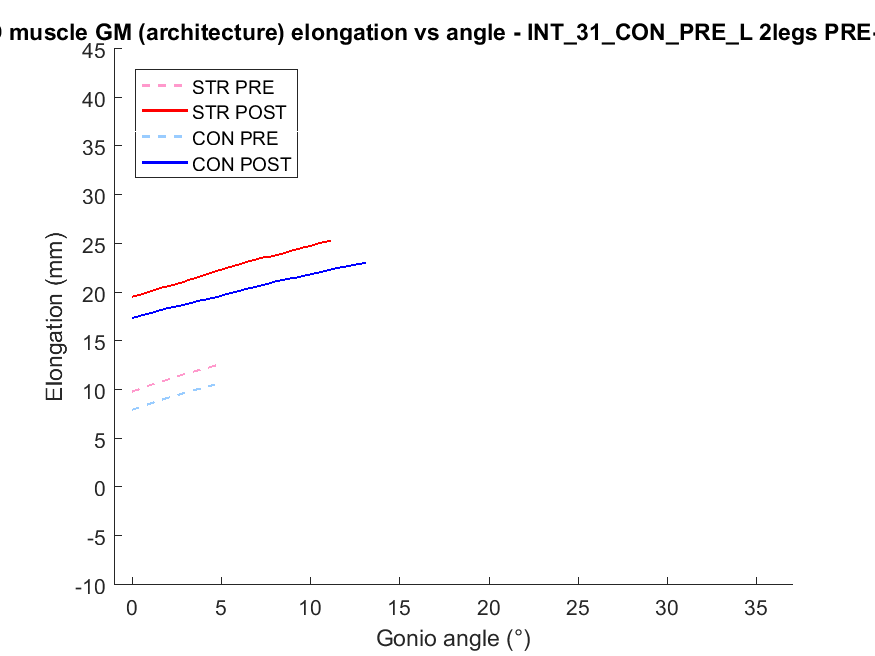 muscle GM (architecture) elongation vs angle - INT_31_CON_PRE_L 2legs PRE-
45
40
35
30
25
20
15
10
5
0
-5
-10
Elongation (mm)
STR PRE
STR POST
CON PRE
CON POST
0 5 10 15 20 25 30 35
Gonio angle (°)